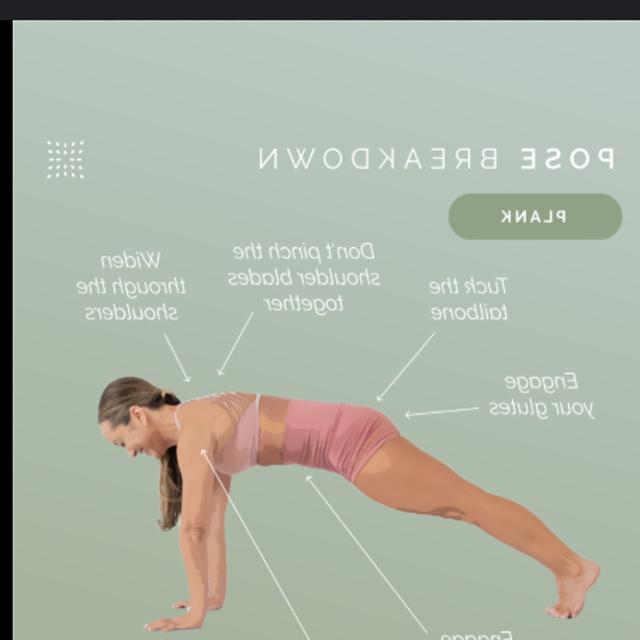 POSE BREAKDOWN
PLANK
Widen
through the
shoulders
Don't pinch the
shoulder blades
together
Tuck the
tailbone
Engage
your glutes
Engage